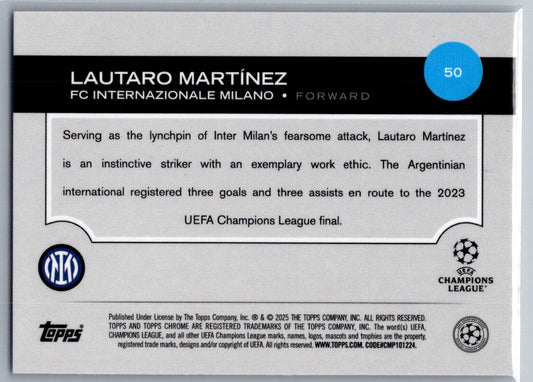 50
LAUTARO MARTÍNEZ
FC INTERNAZIONALE MILANO • FORWARD
Serving as the lynchpin of Inter Milan's fearsome attack, Lautaro Martínez
is an instinctive striker with an exemplary work ethic. The Argentinian
international registered three goals and three assists en route to the 2023
UEFA Champions League final.
UEFA
CHAMPIONS
LEAGUE™
Topps®
Published Under License by The Topps Company, Inc. ® & © 2025 THE TOPPS COMPANY, INC. ALL RIGHTS RESERVED.
TOPPS AND TOPPS CHROME ARE REGISTERED TRADEMARKS OF THE TOPPS COMPANY, INC. The word(s) UEFA,
CHAMPIONS LEAGUE, and all other UEFA Champions League marks, names, logos, mascots and trophies are the property,
registered trade marks, designs and/or copyright of UEFA. All rights reserved. WWW.TOPPS.COM. CODE#CMP101224.